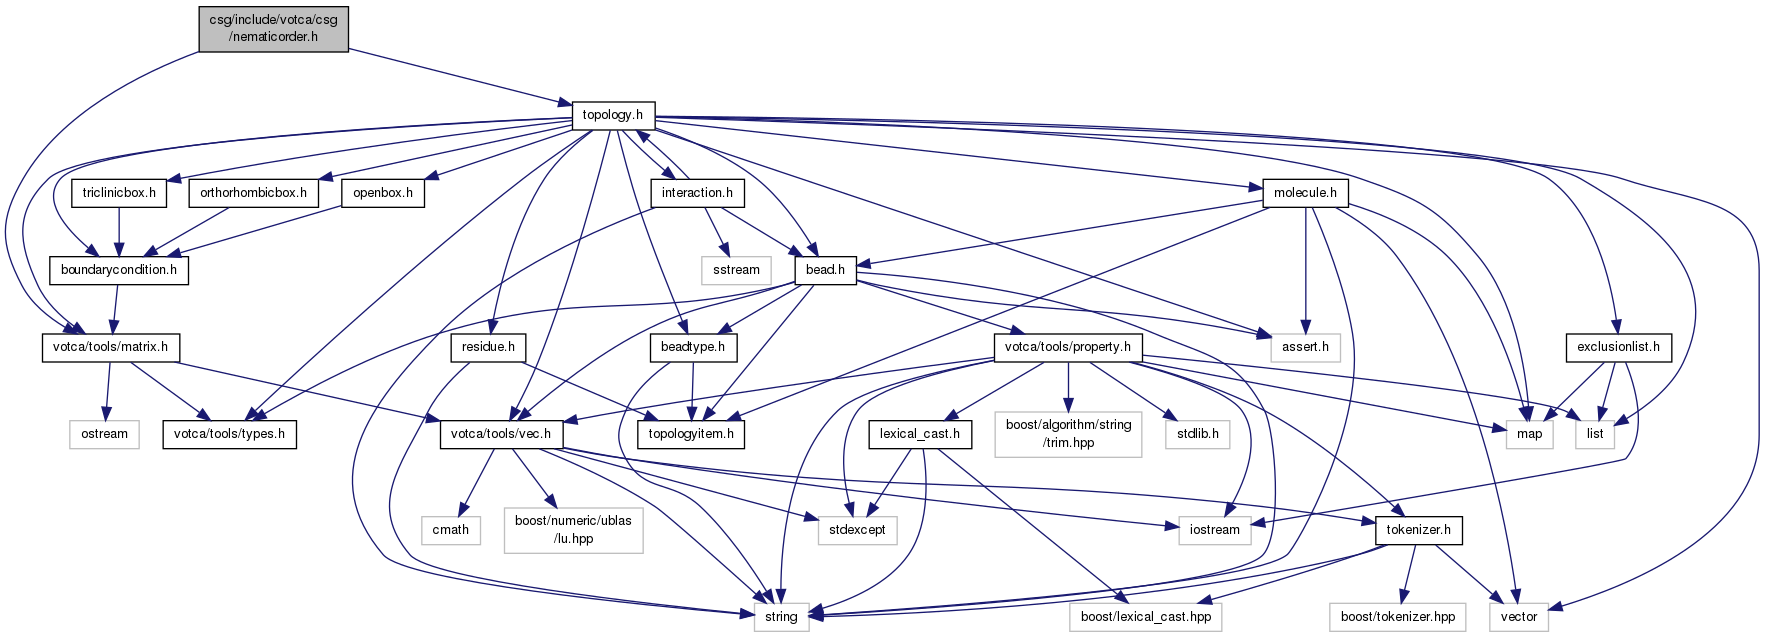 csg/include/votca/csg
/nematicorder.h
topology.h
triclinicbox.h
orthorhombicbox.h
openbox.h
interaction.h
molecule.h
boundarycondition.h
sstream
bead.h
votca/tools/matrix.h
residue.h
beadtype.h
votca/tools/property.h
assert.h
exclusionlist.h
ostream
votca/tools/types.h
votca/tools/vec.h
topologyitem.h
lexical_cast.h
boost/algorithm/string
/trim.hpp
stdlib.h
map
list
cmath
boost/numeric/ublas
/lu.hpp
stdexcept
iostream
tokenizer.h
string
boost/lexical_cast.hpp
boost/tokenizer.hpp
vector